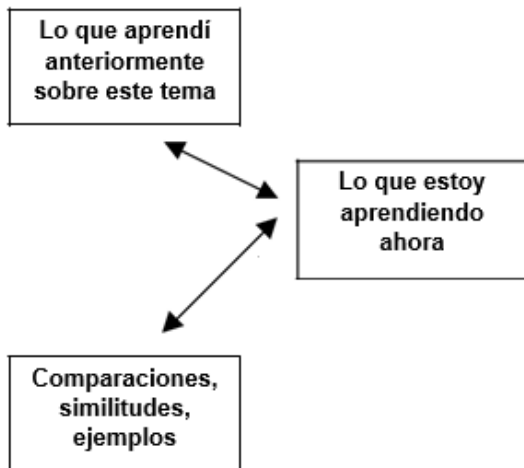 Lo que aprendí
anteriormente
sobre este tema
Lo que estoy
aprendiendo
ahora
Comparaciones,
similitudes,
ejemplos